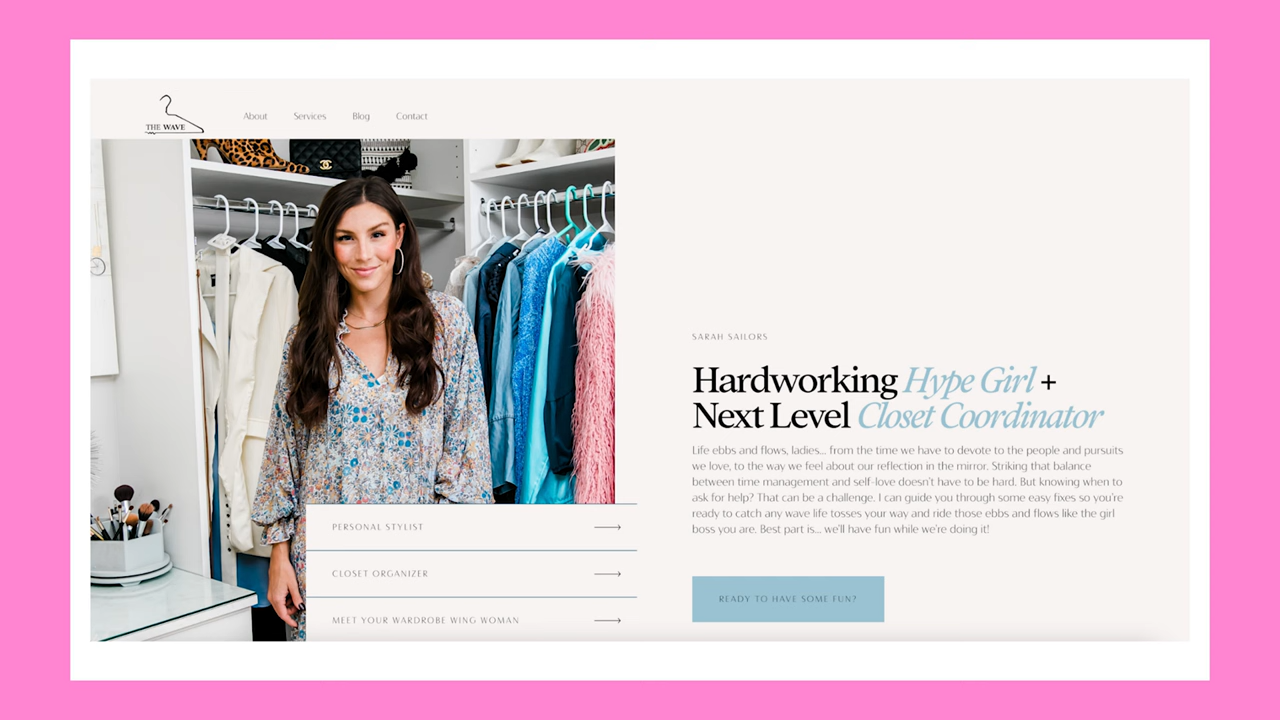 THE WAVE
About Services Blog Contact
SARAH SAILORS
Hardworking Hype Girl +
Next Level Closet Coordinator
Life ebbs and flows, ladies... from the time we have to devote to the people and pursuits
we love, to the way we feel about our reflection in the mirror. Striking that balance
between time management and self-love doesn't have to be hard. But knowing when to
ask for help? That can be a challenge. I can guide you through some easy fixes so you're
ready to catch any wave life tosses your way and ride those ebbs and flows like the girl
boss you are. Best part is... we'll have fun while we're doing it!
PERSONAL STYLIST
CLOSET ORGANIZER
MEET YOUR WARDROBE WING WOMAN
READY TO HAVE SOME FUN?